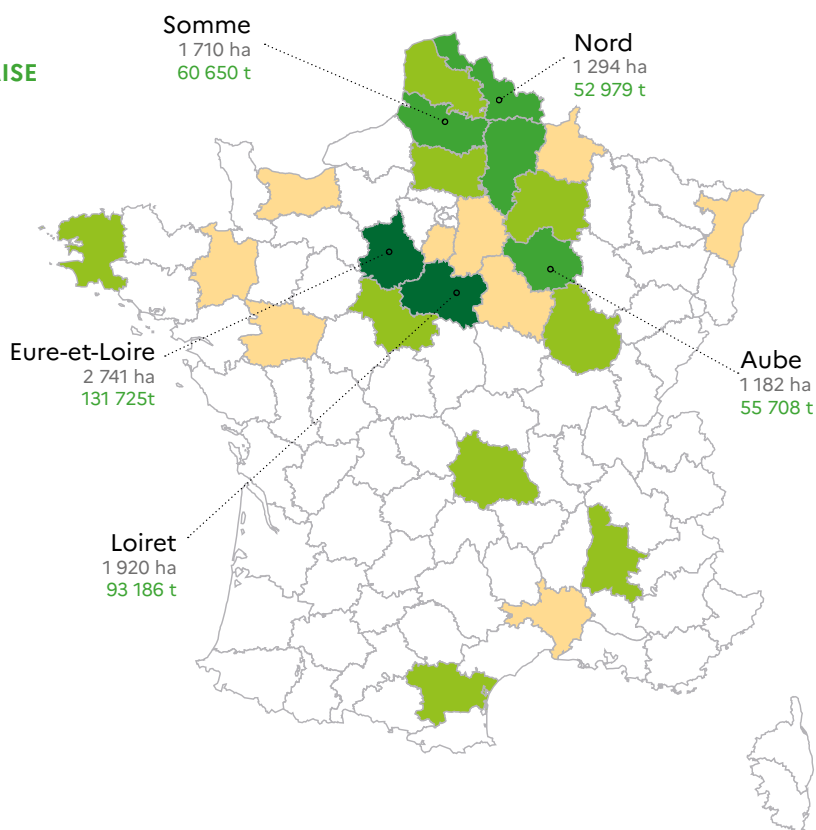 Somme
1 710 ha
60 650 t
Nord
1 294 ha
52 979 t
ISE
Eure-et-Loire
2 741 ha
131 725t
Aube
1 182 ha
55 708 t
Loiret
1 920 ha
93 186 t